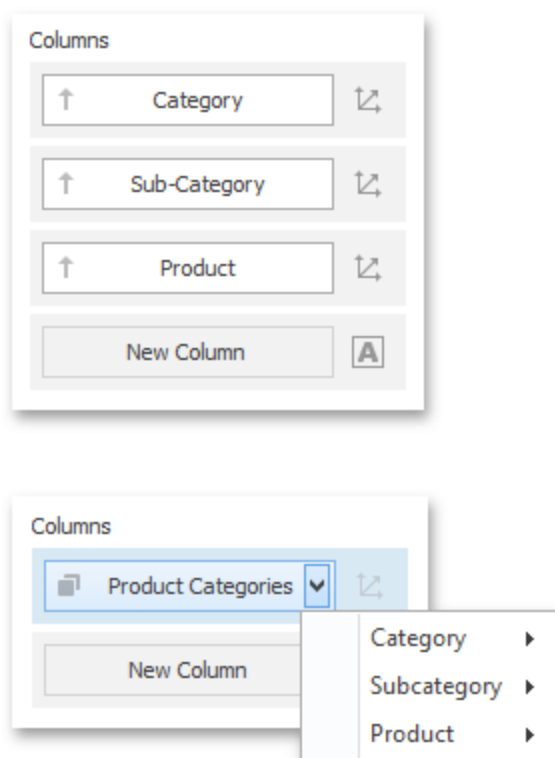 Columns
Category
Sub-Category
Product
New Column
A
Columns
Product Categories
New Column
Category
Subcategory
Product